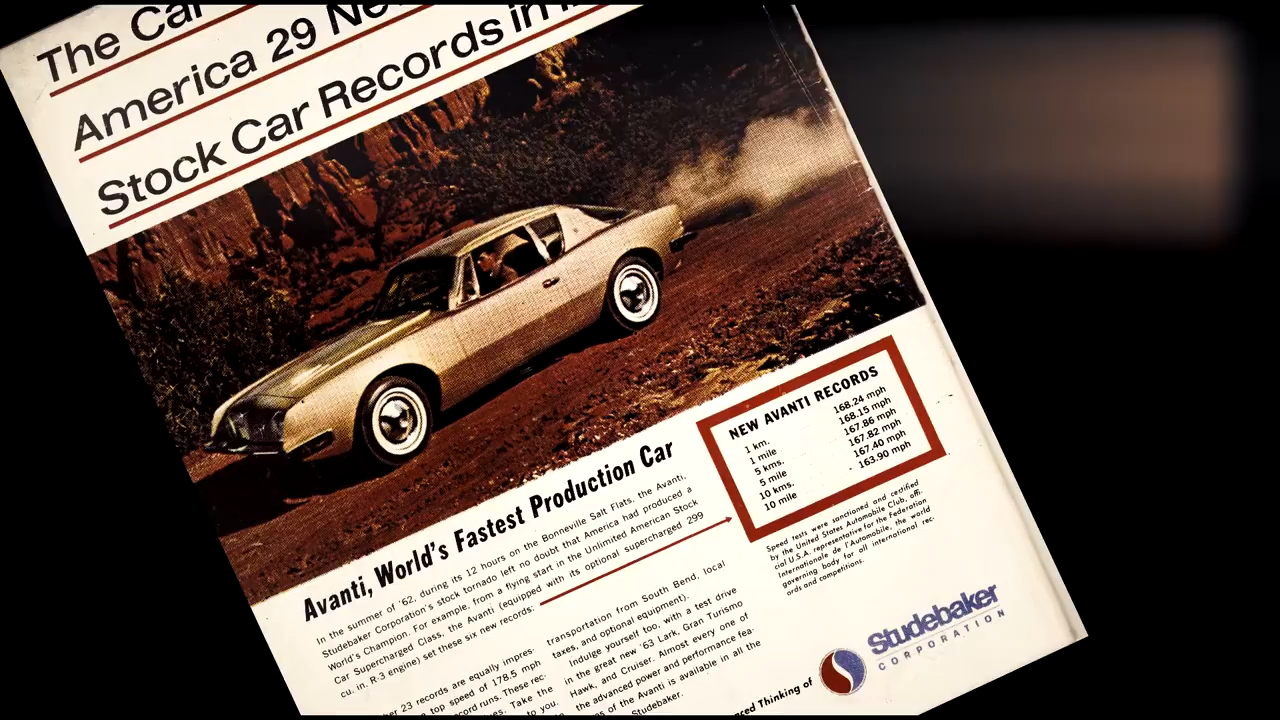 The Car
America 29 Ne
Stock Car Records in
Avanti, World's Fastest Production Car
In the summer of '62, during its 12 hours on the Bonneville Salt Flats, the Avanti,
Studebaker Corporation's stock tornado left no doubt that America had produced a
World's Champion. For example, from a flying start in the Unlimited American Stock
Car Supercharged Class, the Avanti (equipped with its optional supercharged 299
cu. in. R-3 engine) set these six new records:
NEW AVANTI RECORDS
1 km. 168.24 mph
1 mile 168.15 mph
5 kms. 167.86 mph
5 mile 167.82 mph
10 kms. 167.40 mph
10 mile 163.90 mph
Speed tests were sanctioned and certified
by the United States Automobile Club, offi-
cial U.S.A. representative for the Federation
Internationale de l'Automobile, the world
governing body for all international rec-
ords and competitions.
her 23 records are equally impres
top speed of 178.5 mph
ecord runs. These rec-
ves. Take the
to you.
transportation from South Bend, local
taxes, and optional equipment).
Indulge yourself too, with a test drive
in the great new '63 Lark, Gran Turismo
Hawk, and Cruiser. Almost every one of
the advanced power and performance fea-
s of the Avanti is available in all the
Studebaker.
nced Thinking of
Studebaker
CORPORATION